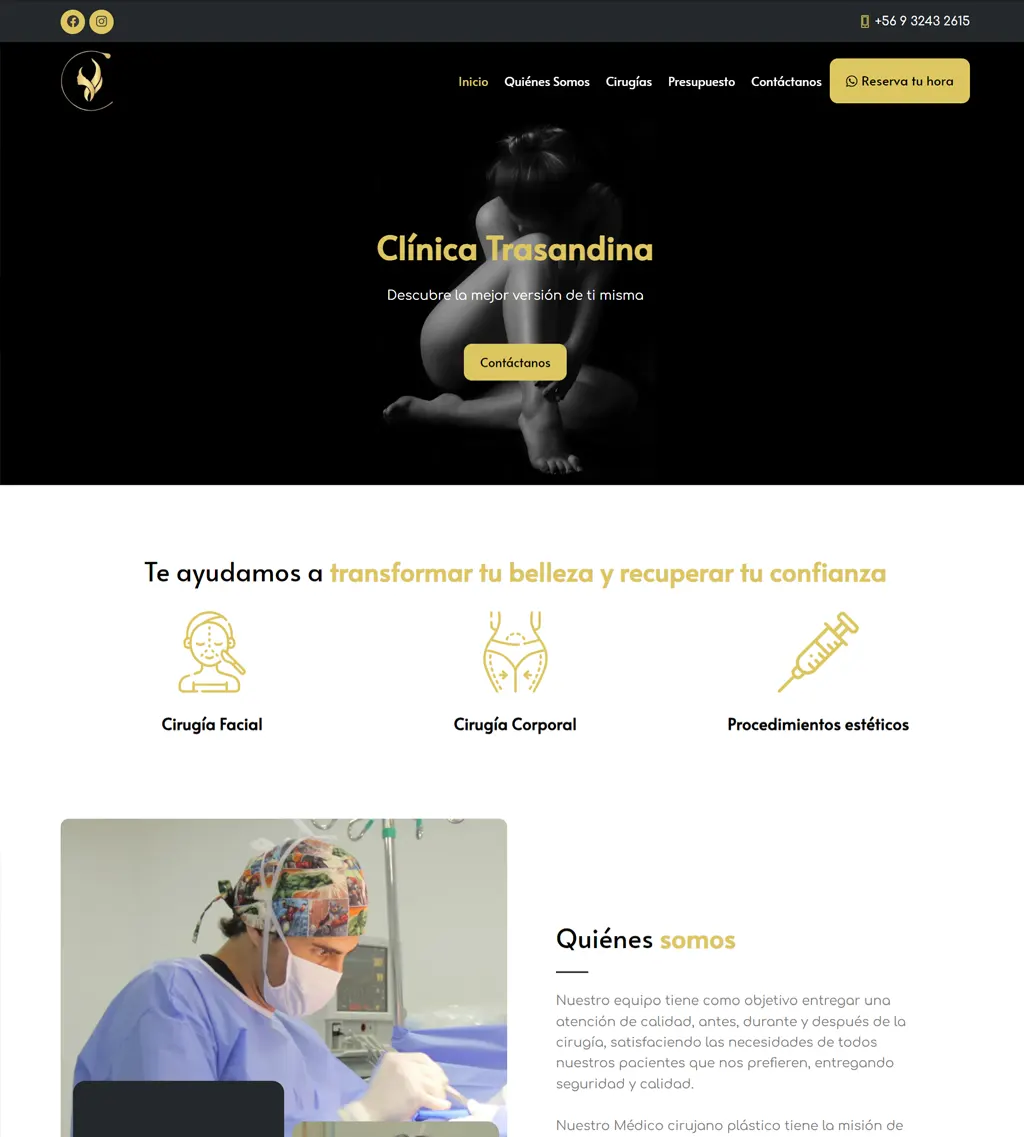 +56 9 3243 2615
Inicio
Quiénes Somos
Cirugías
Presupuesto
Contáctanos
Reserva tu hora
Clínica Trasandina
Descubre la mejor versión de ti misma
Contáctanos
Te ayudamos a transformar tu belleza y recuperar tu confianza
Cirugía Facial
Cirugía Corporal
Procedimientos estéticos
Quiénes somos
Nuestro equipo tiene como objetivo entregar una
atención de calidad, antes, durante y después de la
cirugía, satisfaciendo las necesidades de todos
nuestros pacientes que nos prefieren, entregando
seguridad y calidad.
Nuestro Médico cirujano plástico tiene la misión de